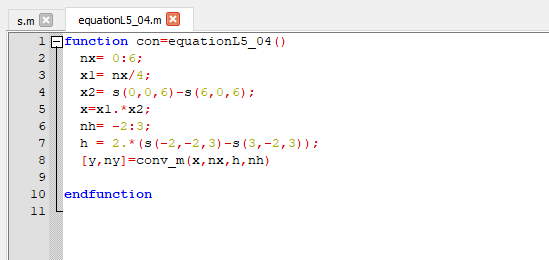 s.m
equationL5_04.m
1 function con=equationL5_04()
2 nx= 0:6;
3 x1= nx/4;
4 x2= s(0,0,6)-s(6,0,6);
5 x=x1.*x2;
6 nh= -2:3;
7 h = 2.*(s(-2,-2,3)-s(3,-2,3));
8 [y,ny]=conv_m(x,nx,h,nh)
9
10 endfunction
11